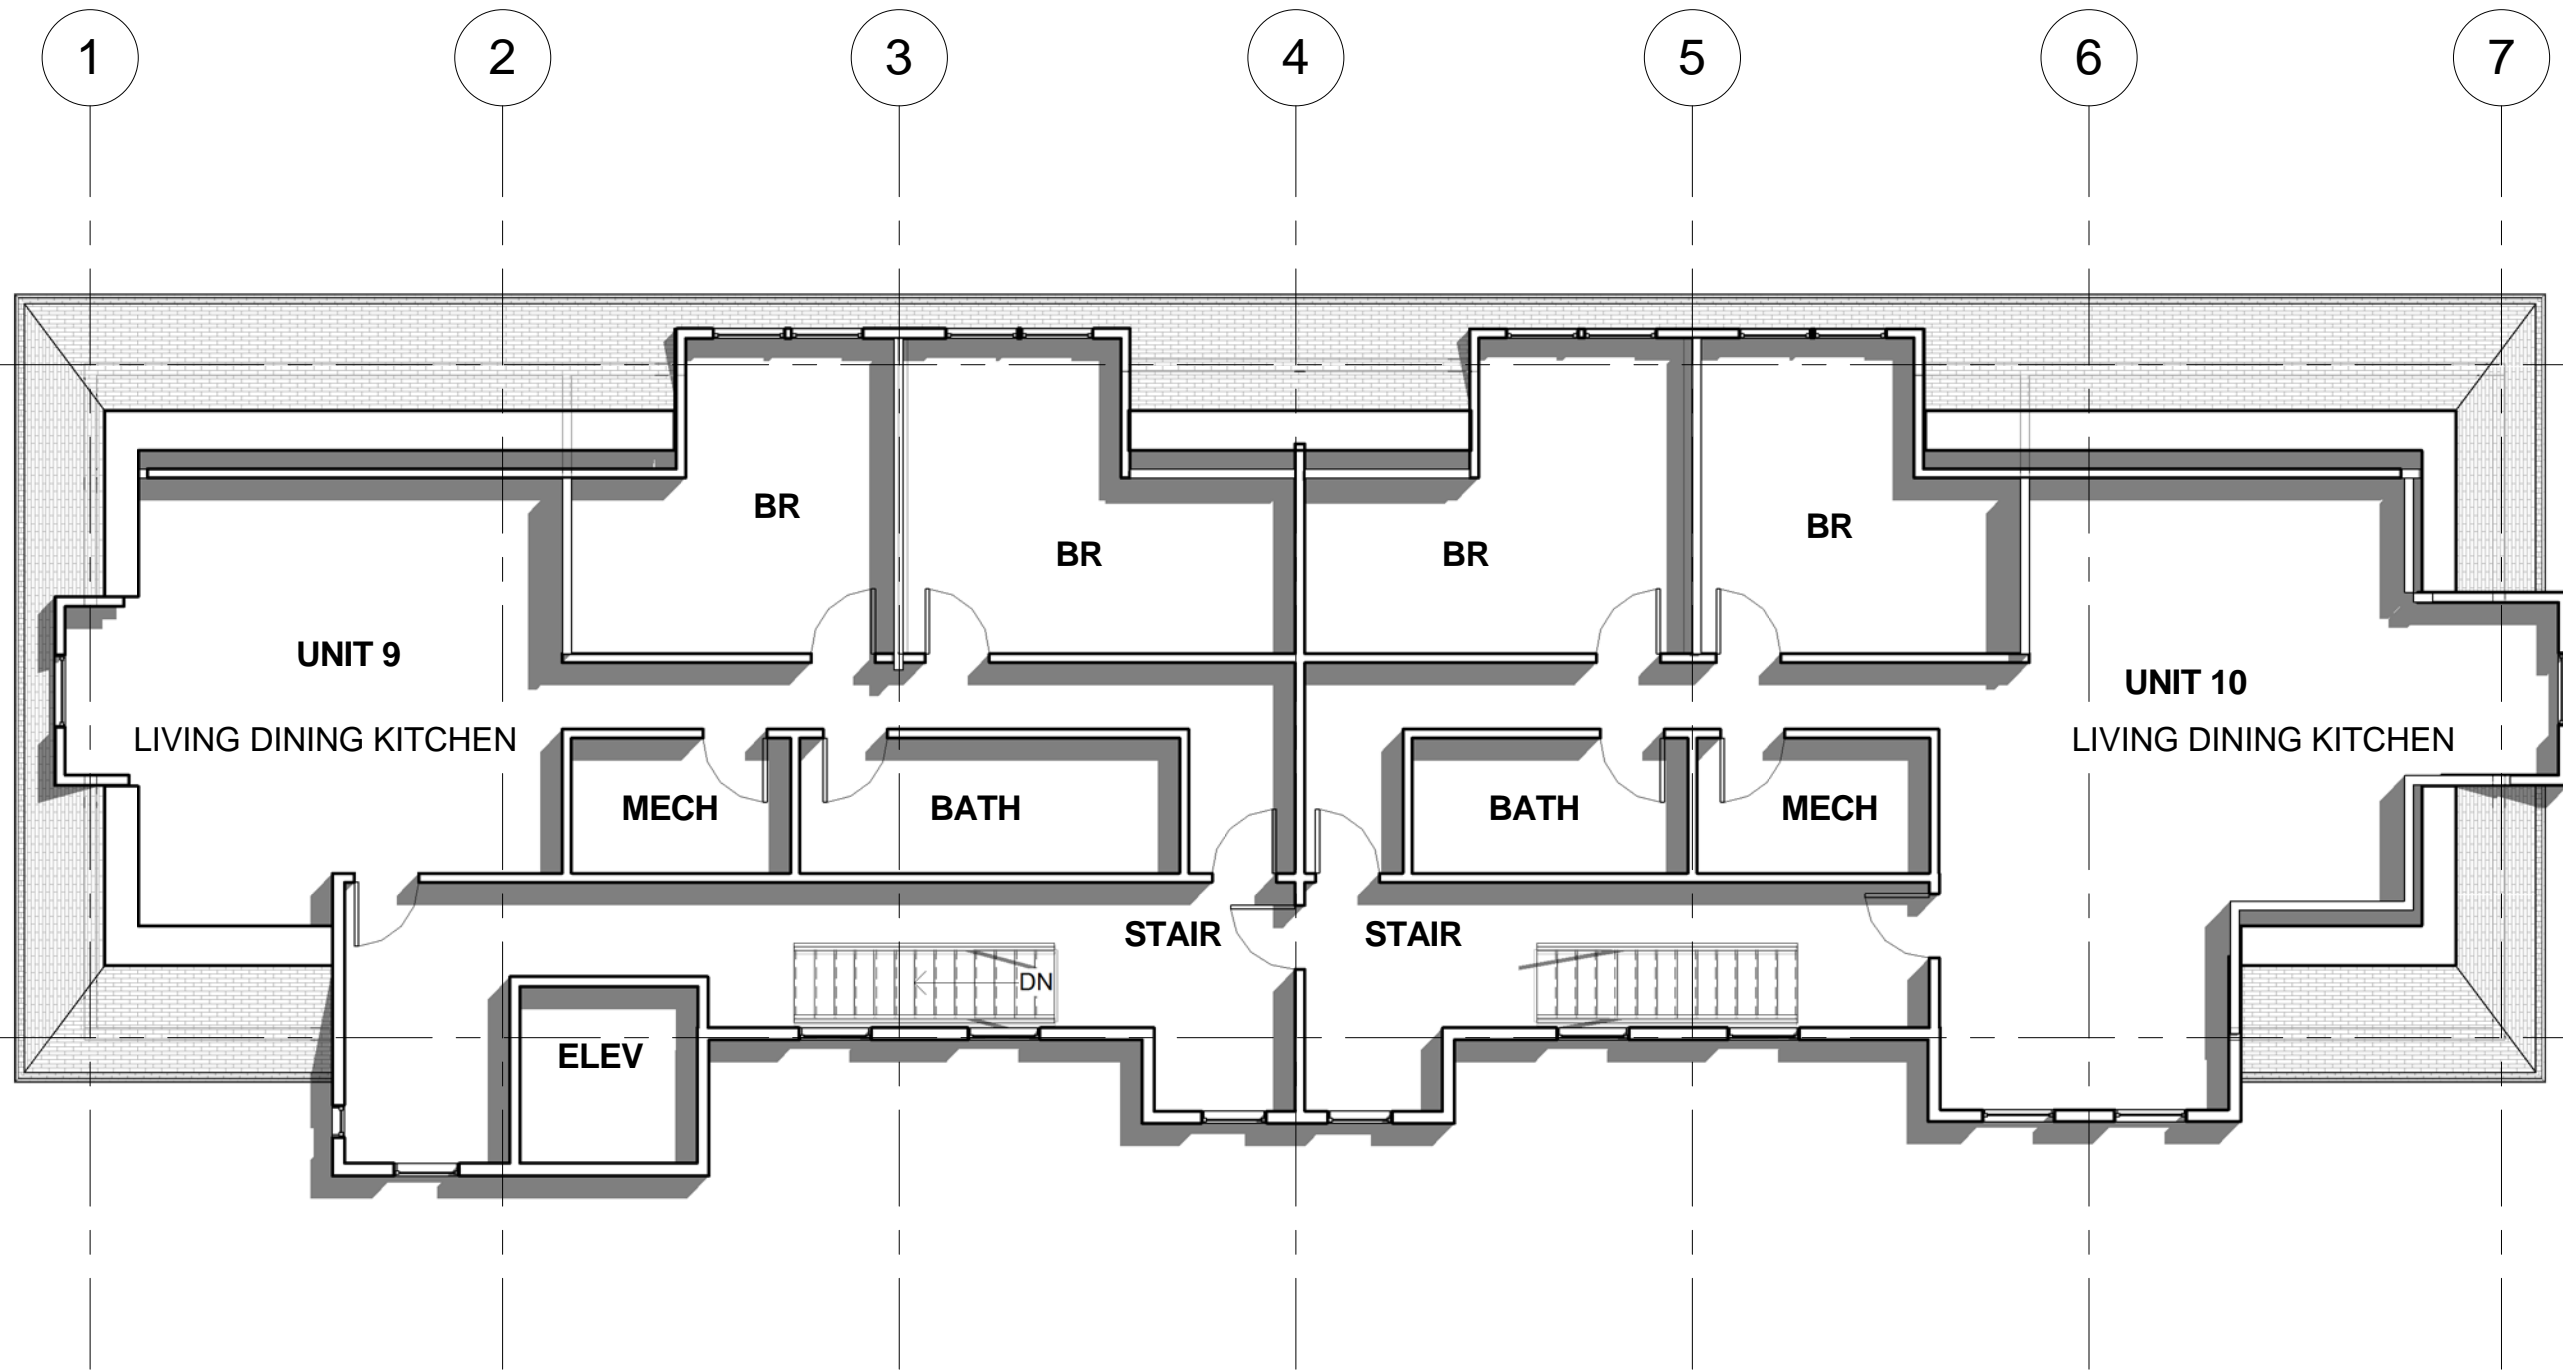 1 2 3 4 5 6 7
BR
BR
BR
BR
UNIT 9
UNIT 10
LIVING DINING KITCHEN
LIVING DINING KITCHEN
MECH
BATH
BATH
MECH
STAIR
STAIR
DN
ELEV